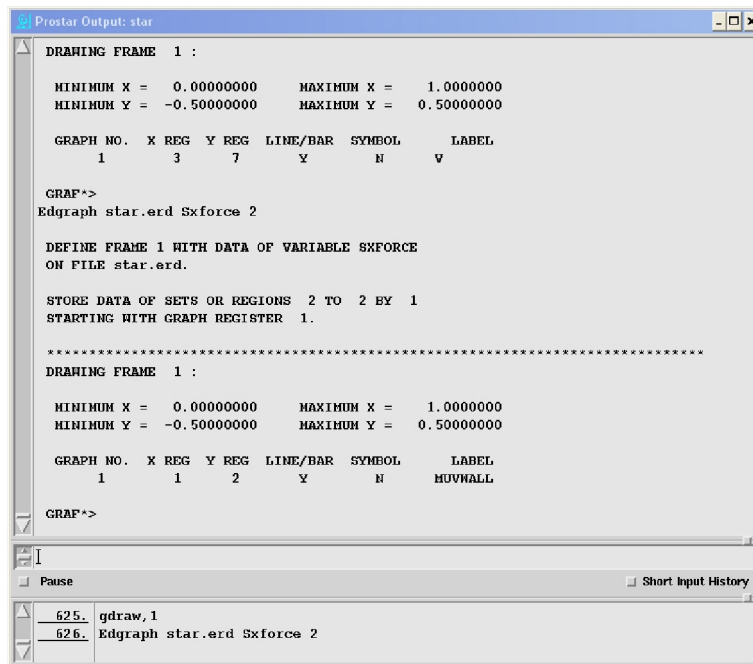 Prostar Output: star
DRAWING FRAME 1 :
MINIMUM X = 0.00000000 MAXIMUM X = 1.0000000
MINIMUM Y = -0.50000000 MAXIMUM Y = 0.50000000
GRAPH NO. X REG Y REG LINE/BAR SYMBOL LABEL
1 3 7 Y N V
GRAF*>
Edgraph star.erd Sxforce 2
DEFINE FRAME 1 WITH DATA OF VARIABLE SXFORCE
ON FILE star.erd.
STORE DATA OF SETS OR REGIONS 2 TO 2 BY 1
STARTING WITH GRAPH REGISTER 1.
******************************************************************************
DRAWING FRAME 1 :
MINIMUM X = 0.00000000 MAXIMUM X = 1.0000000
MINIMUM Y = -0.50000000 MAXIMUM Y = 0.50000000
GRAPH NO. X REG Y REG LINE/BAR SYMBOL LABEL
1 1 2 Y N MUVWALL
GRAF*>
Pause Short Input History
625. gdraw,1
626. Edgraph star.erd Sxforce 2